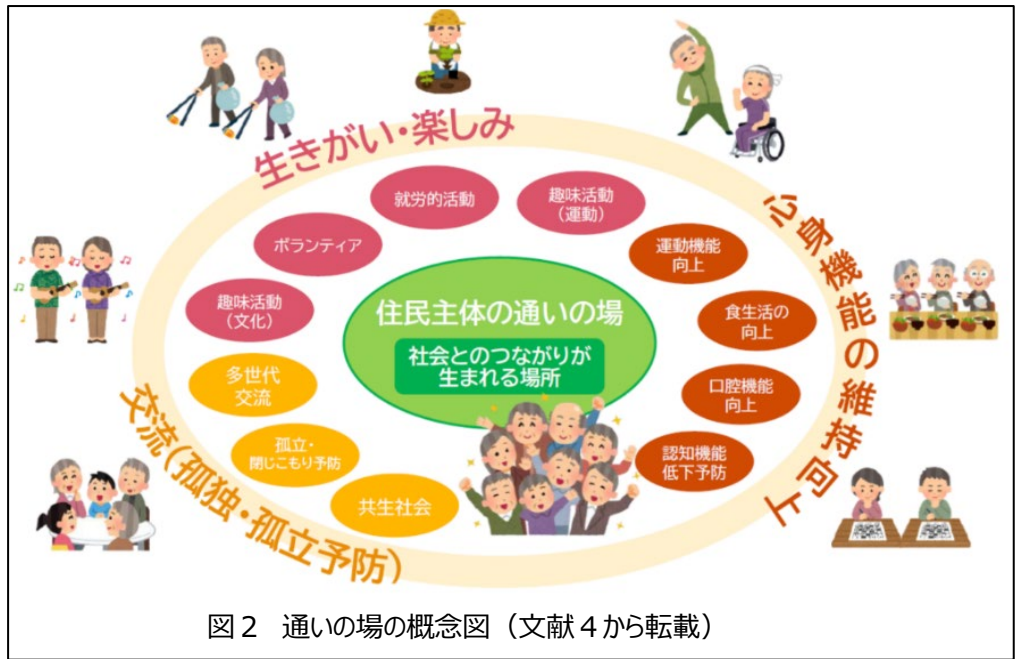 生きがい・楽しみ
就労的活動
趣味活動
(運動)
ボランティア
運動機能
向上
心身機能の維持向上
趣味活動
(文化)
住民主体の通いの場
食生活の
向上
社会とのつながりが
生まれる場所
多世代
交流
口腔機能
向上
孤立・
閉じこもり予防
認知機能
低下予防
共生社会
交流(孤独・孤立予防)
図2 通いの場の概念図(文献4から転載)